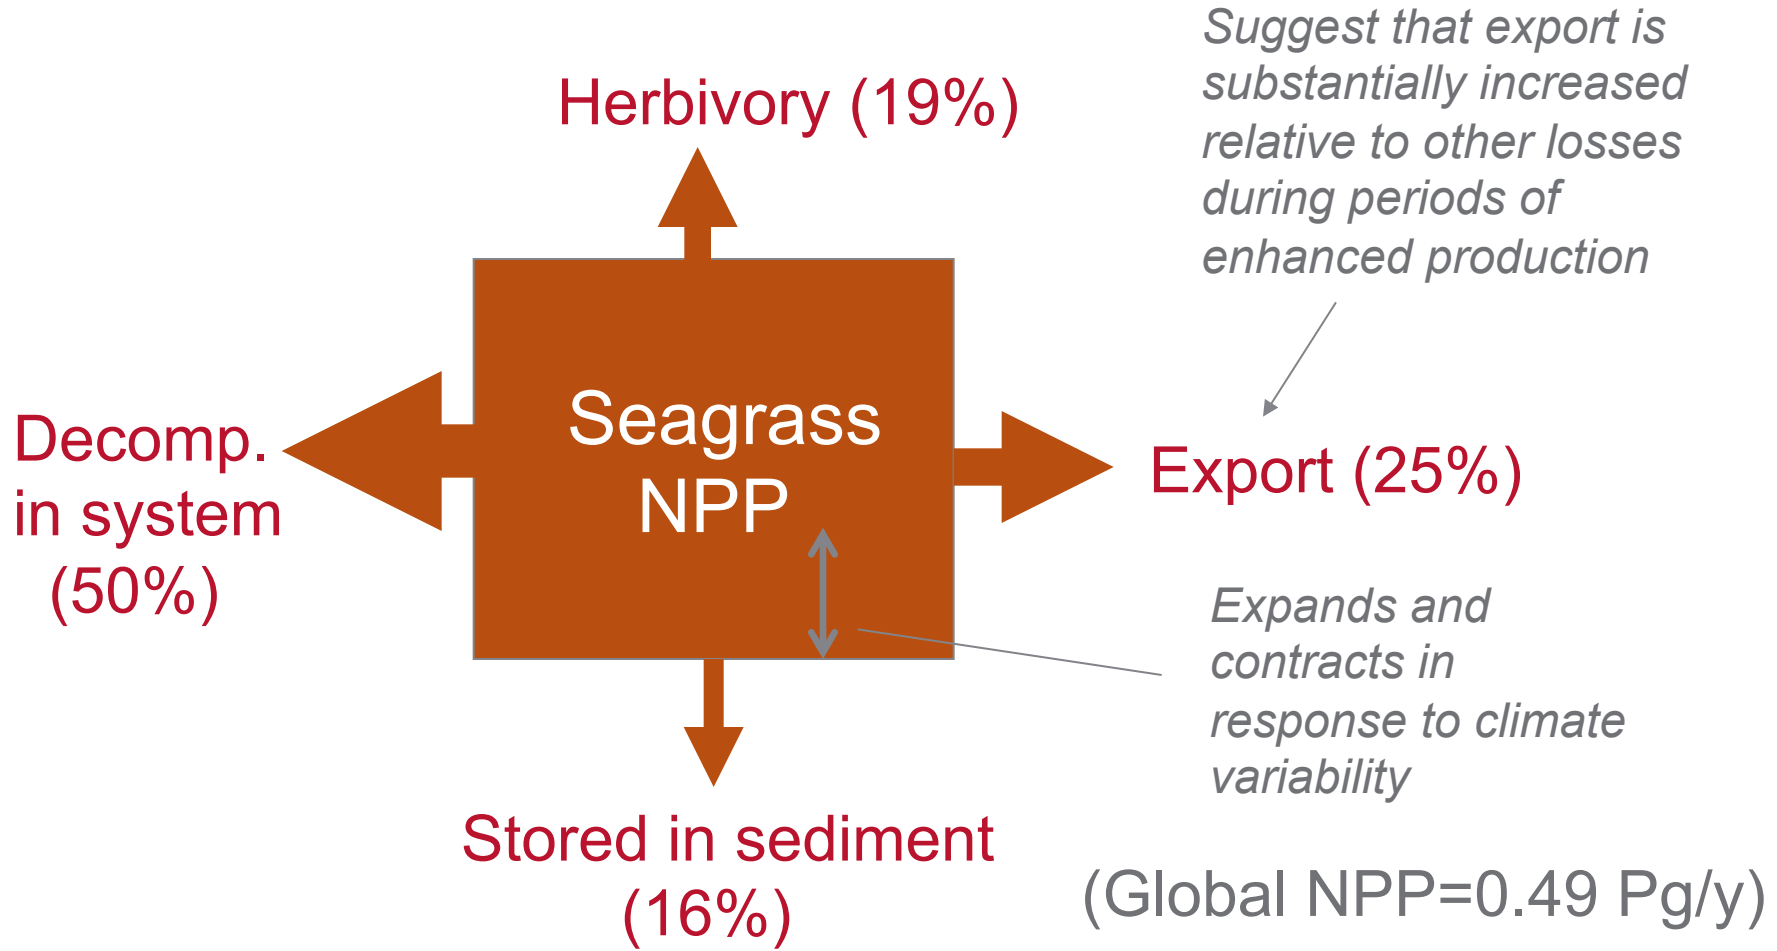 Suggest that export is
substantially increased
relative to other losses
during periods of
enhanced production
Herbivory (19%)
Decomp.
in system
(50%)
Seagrass
NPP
Export (25%)
Expands and
contracts in
response to climate
variability
Stored in sediment
(16%)
(Global NPP=0.49 Pg/y)